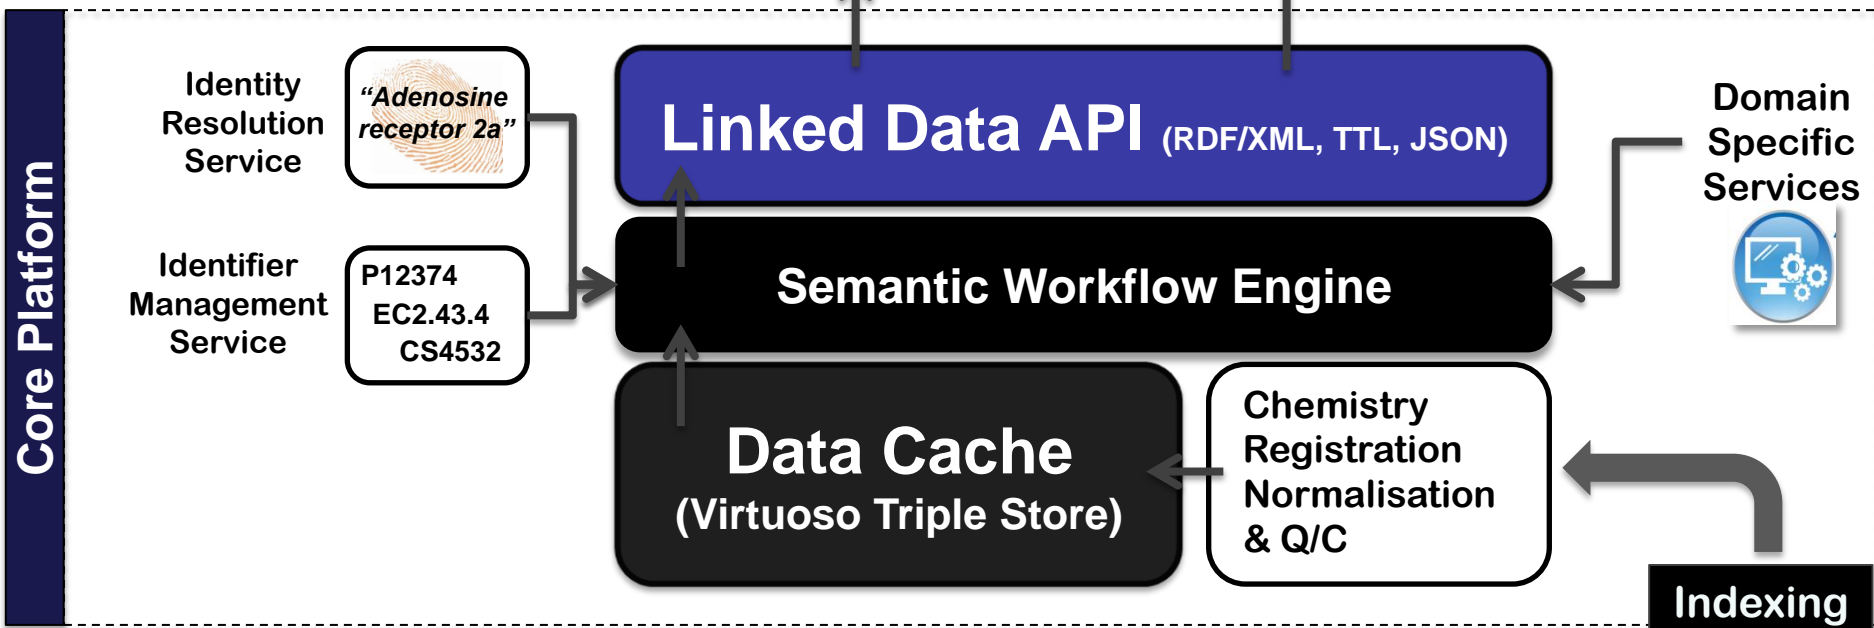 Core Platform
Identity
Resolution
Service
“Adenosine
receptor 2a”
Linked Data API (RDF/XML, TTL, JSON)
Domain
Specific
Services
Identifier
Management
Service
P12374
EC2.43.4
CS4532
Semantic Workflow Engine
Data Cache
(Virtuoso Triple Store)
Chemistry
Registration
Normalisation
& Q/C
Indexing